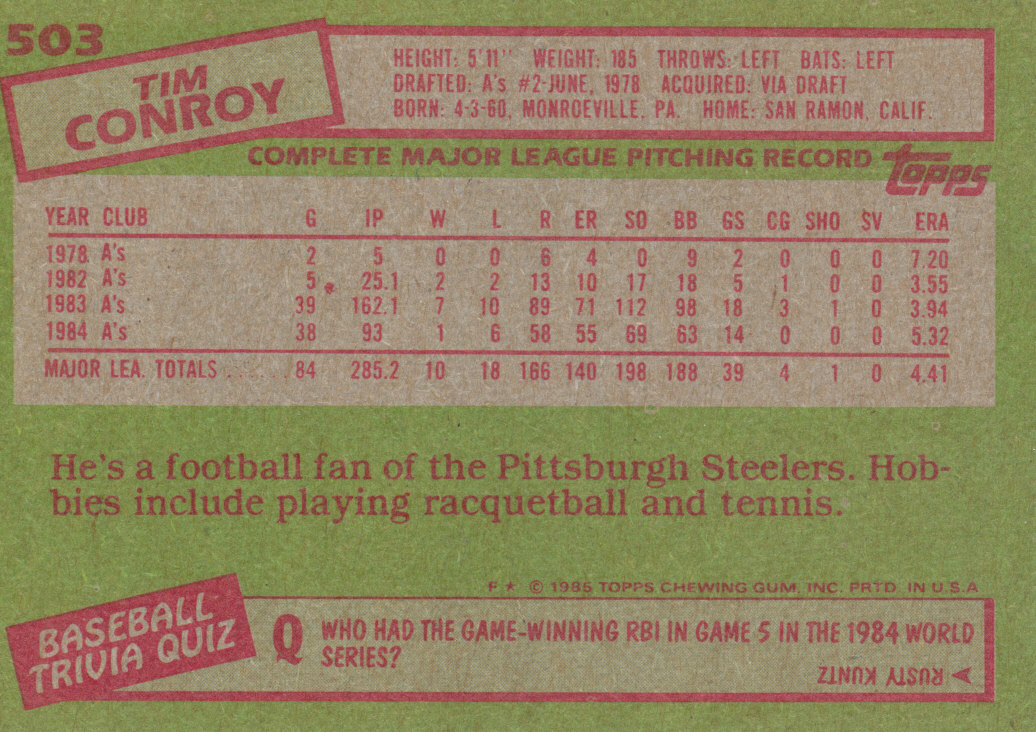 503
TIM
CONROY
HEIGHT: 5'11" WEIGHT: 185 THROWS: LEFT BATS: LEFT
DRAFTED: A's #2-JUNE, 1978 ACQUIRED: VIA DRAFT
BORN: 4-3-60, MONROEVILLE, PA. HOME: SAN RAMON, CALIF.
COMPLETE MAJOR LEAGUE PITCHING RECORD topps
YEAR CLUB G IP W L R ER SO BB GS CG SHO SV ERA
1978 A's 2 5 0 0 6 4 0 9 2 0 0 0 7.20
1982 A's 5 25.1 2 2 13 10 17 18 5 1 0 0 3.55
1983 A's 39 162.1 7 10 89 71 112 98 18 3 1 0 3.94
1984 A's 38 93 1 6 58 55 69 63 14 0 0 0 5.32
MAJOR LEA. TOTALS ...... 84 285.2 10 18 166 140 198 188 39 4 1 0 4.41
He's a football fan of the Pittsburgh Steelers. Hob-
bies include playing racquetball and tennis.
F ★ © 1985 TOPPS CHEWING GUM, INC. PRTD. IN U.S.A
BASEBALL
TRIVIA QUIZ
Q WHO HAD THE GAME-WINNING RBI IN GAME 5 IN THE 1984 WORLD
SERIES?
➤ RUSTY KUNTZ